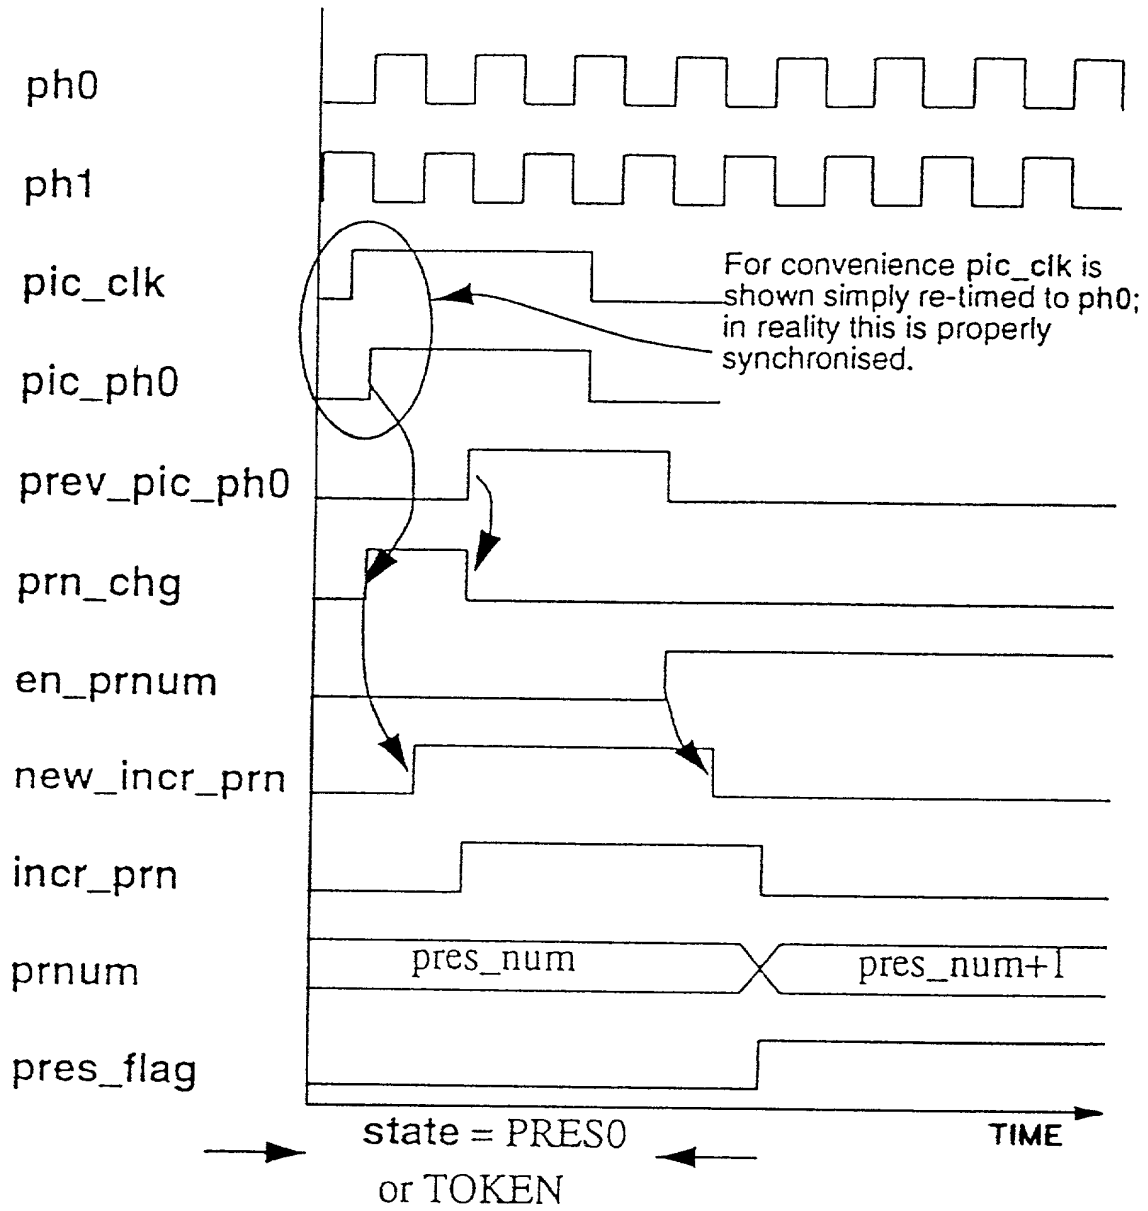 ph0
ph1
pic_clk
For convenience pic_clk is
shown simply re-timed to ph0;
in reality this is properly
synchronised.
pic_ph0
prev_pic_ph0
prn_chg
en_prnum
new_incr_prn
incr_prn
prnum
pres_num
pres_num+1
pres_flag
TIME
state = PRES0
or TOKEN